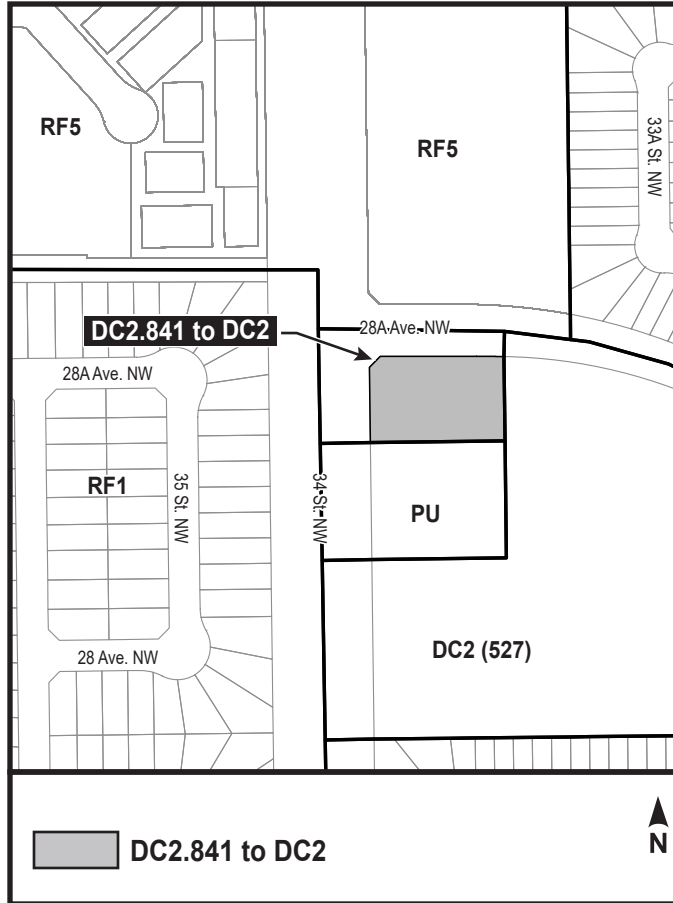 RF5
RF5
33A St. NW
28A Ave. NW
DC2.841 to DC2
28A Ave. NW
RF1
35 St. NW
34 St. NW
PU
DC2 (527)
28 Ave. NW
DC2.841 to DC2
N